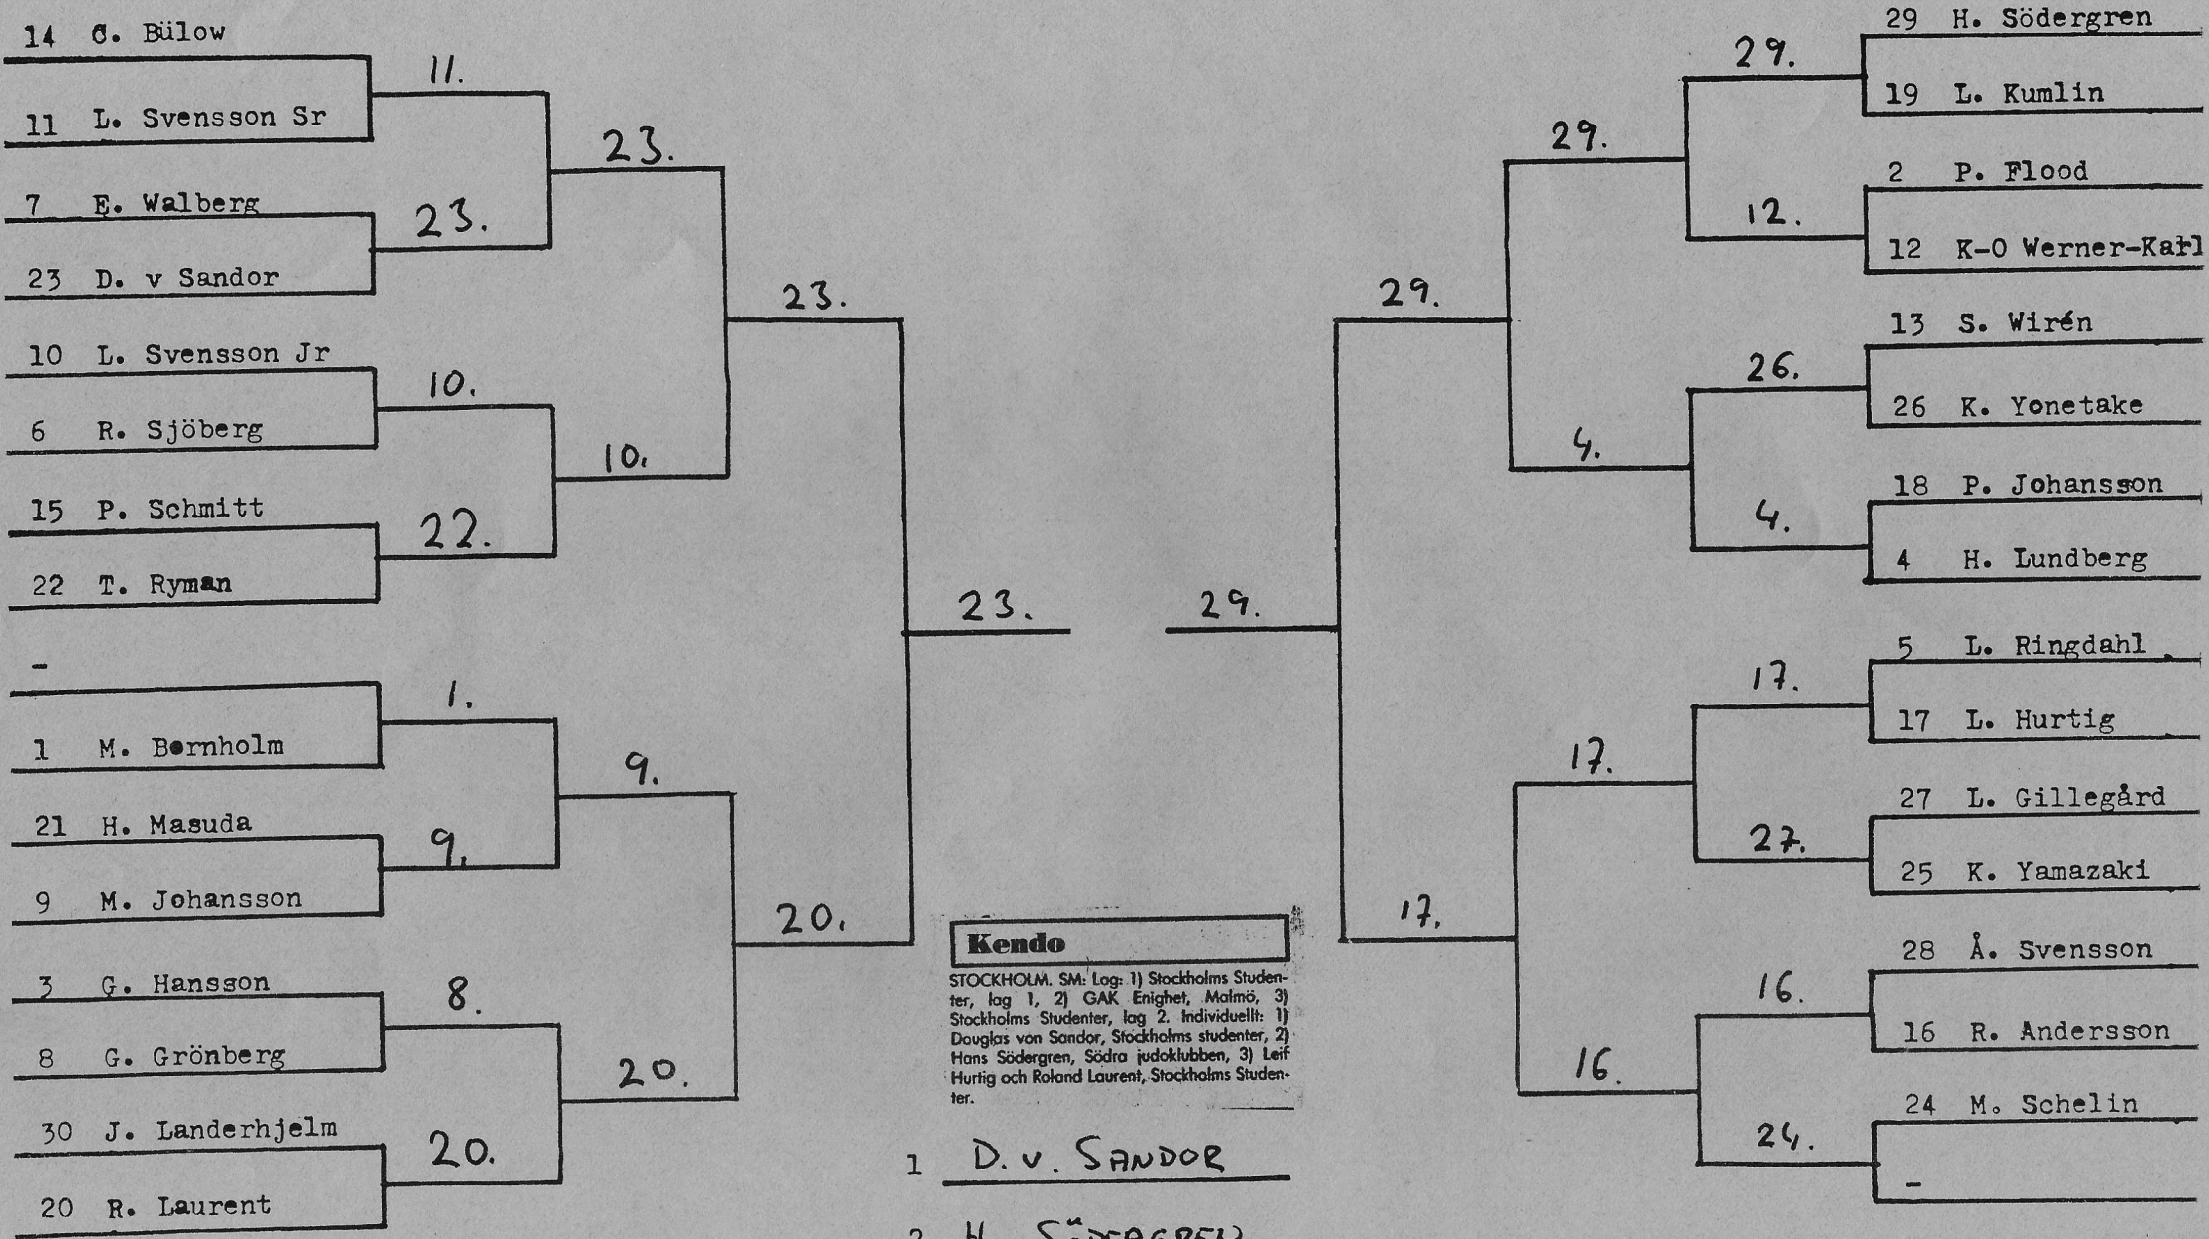 14 C. Bülow
11.
11 L. Svensson Sr
23.
7 E. Walberg
23.
23 D. v Sandor
23.
10 L. Svensson Jr
10.
6 R. Sjöberg
10.
15 P. Schmitt
22.
22 T. Ryman
23.
-
1.
1 M. Bornholm
9.
21 H. Masuda
9.
9 M. Johansson
20.
3 G. Hansson
8.
8 G. Grönberg
20.
30 J. Landerhjelm
20.
20 R. Laurent
29 H. Södergren
29.
19 L. Kumlin
29.
2 P. Flood
12.
12 K-O Werner-Karl
29.
13 S. Wirén
26.
26 K. Yonetake
4.
18 P. Johansson
4.
4 H. Lundberg
29.
5 L. Ringdahl
17.
17 L. Hurtig
17.
27 L. Gillegård
27.
25 K. Yamazaki
17.
28 Å. Svensson
16.
16 R. Andersson
16.
24 M. Schelin
24.
-
Kendo
STOCKHOLM. SM: Lag: 1) Stockholms Studen-
ter, lag 1, 2) GAK Enighet, Malmö, 3)
Stockholms Studenter, lag 2. Individuellt: 1)
Douglas von Sandor, Stockholms studenter, 2)
Hans Södergren, Södra judoklubben, 3) Leif
Hurtig och Roland Laurent, Stockholms Studen-
ter.
1 D. v. SANDOR
2 H. SÖDERGREN